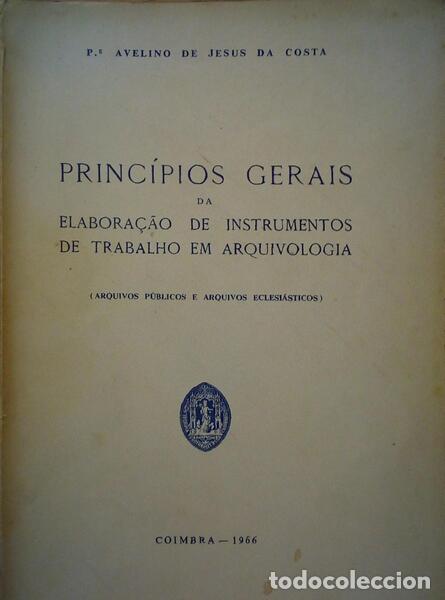 P.ᵉ AVELINO DE JESUS DA COSTA
PRINCÍPIOS GERAIS
DA
ELABORAÇÃO DE INSTRUMENTOS
DE TRABALHO EM ARQUIVOLOGIA
(ARQUIVOS PÚBLICOS E ARQUIVOS ECLESIÁSTICOS)
COIMBRA — 1966
todocoleccion